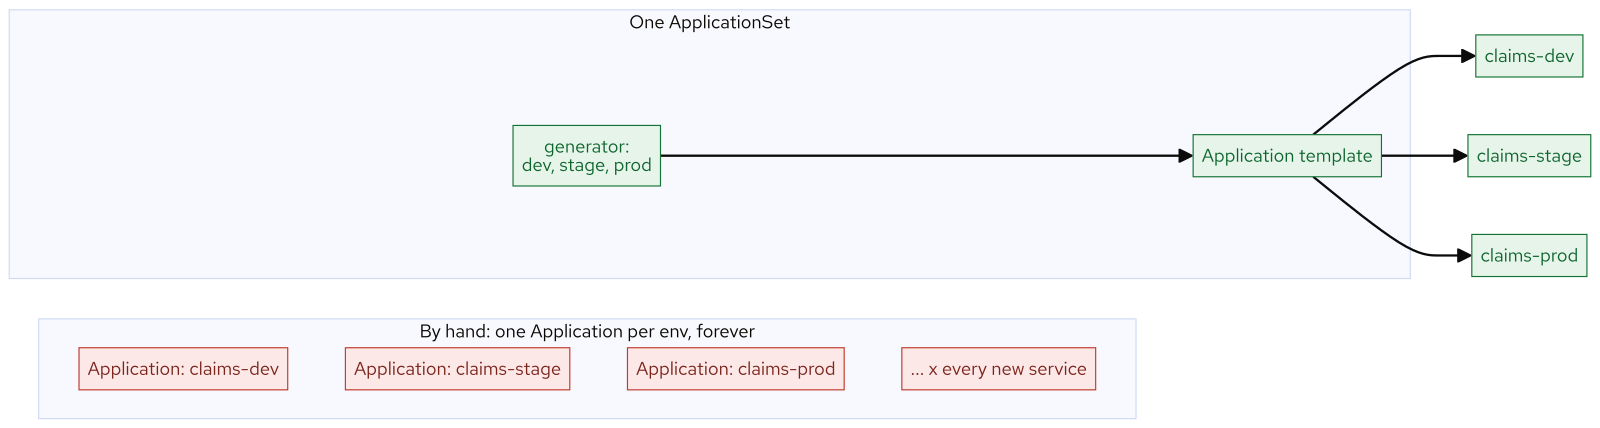 One ApplicationSet
generator:
dev, stage, prod
Application template
claims-dev
claims-stage
claims-prod
By hand: one Application per env, forever
Application: claims-dev
Application: claims-stage
Application: claims-prod
... x every new service